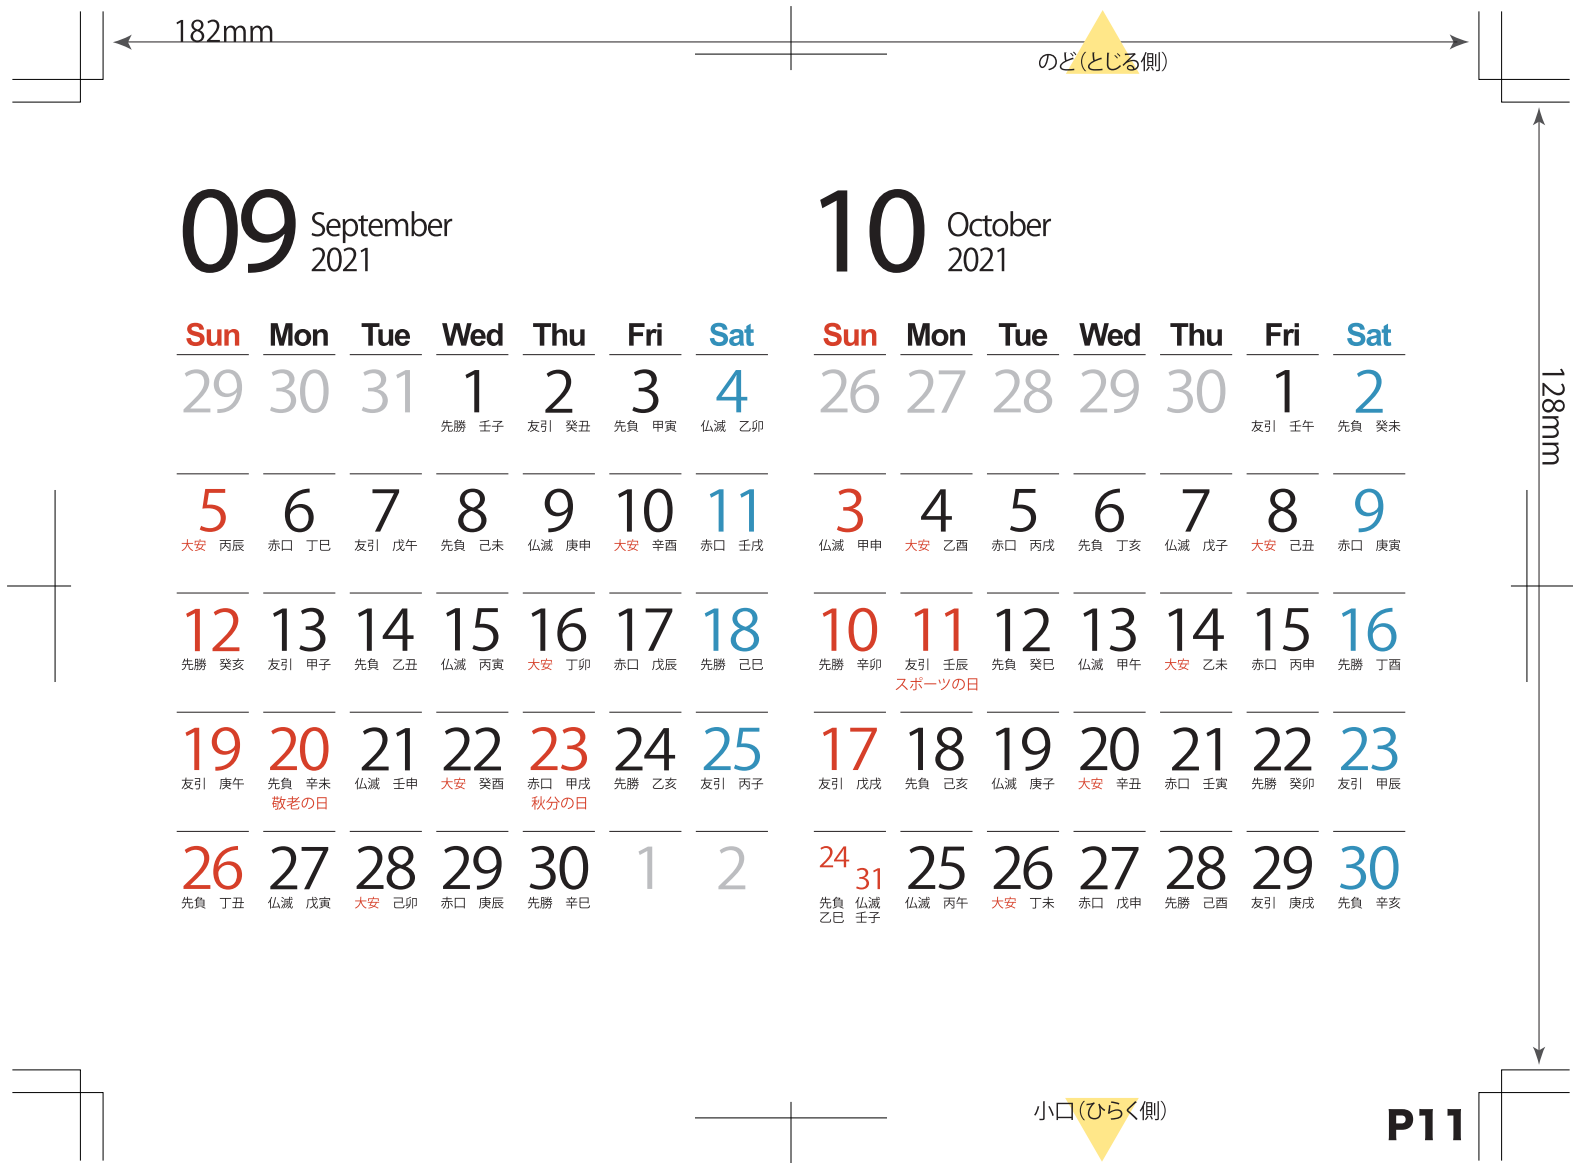 182mm
のど（とじる側）
128mm
09 September 2021
Sun Mon Tue Wed Thu Fri Sat
29 30 31 1 2 3 4
先勝 壬子 友引 癸丑 先負 甲寅 仏滅 乙卯
5 6 7 8 9 10 11
大安 丙辰 赤口 丁巳 友引 戊午 先負 己未 仏滅 庚申 大安 辛酉 赤口 壬戌
12 13 14 15 16 17 18
先勝 癸亥 友引 甲子 先負 乙丑 仏滅 丙寅 大安 丁卯 赤口 戊辰 先勝 己巳
19 20 21 22 23 24 25
友引 庚午 先負 辛未 仏滅 壬申 大安 癸酉 赤口 甲戌 先勝 乙亥 友引 丙子
敬老の日 秋分の日
26 27 28 29 30 1 2
先負 丁丑 仏滅 戊寅 大安 己卯 赤口 庚辰 先勝 辛巳
10 October 2021
Sun Mon Tue Wed Thu Fri Sat
26 27 28 29 30 1 2
友引 壬午 先負 癸未
3 4 5 6 7 8 9
仏滅 甲申 大安 乙酉 赤口 丙戌 先負 丁亥 仏滅 戊子 大安 己丑 赤口 庚寅
10 11 12 13 14 15 16
先勝 辛卯 友引 壬辰 先負 癸巳 仏滅 甲午 大安 乙未 赤口 丙申 先勝 丁酉
スポーツの日
17 18 19 20 21 22 23
友引 戊戌 先負 己亥 仏滅 庚子 大安 辛丑 赤口 壬寅 先勝 癸卯 友引 甲辰
24 31 25 26 27 28 29 30
先負 仏滅 仏滅 丙午 大安 丁未 赤口 戊申 先勝 己酉 友引 庚戌 先負 辛亥
乙巳 壬子
小口（ひらく側）
P11